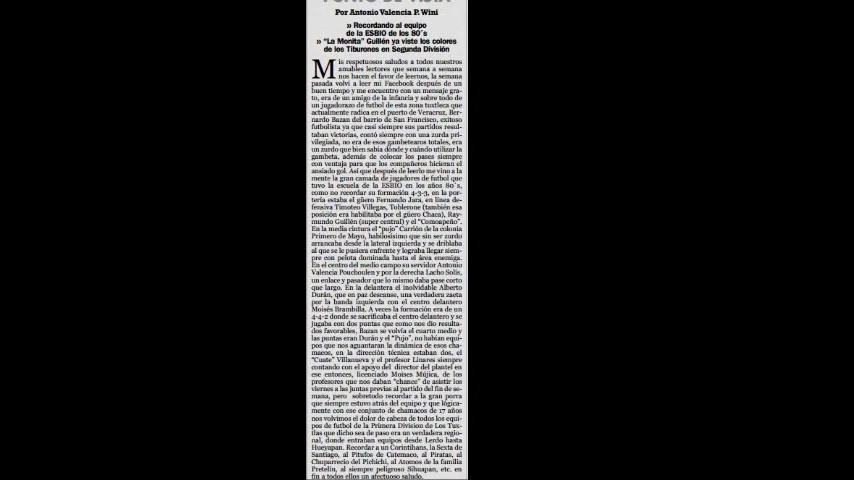 PUNTO DE VISTA
Por Antonio Valencia P. Wini
» Recordando al equipo
de la ESBIO de los 80´s
» “La Monita” Guillén ya viste los colores
de los Tiburones en Segunda División
Mis respetuosos saludos a todos nuestros
amables lectores que semana a semana
nos hacen el favor de leernos, la semana
pasada volví a leer mi Facebook después de un
buen tiempo y me encuentro con un mensaje gra-
to, era de un amigo de la infancia y sobre todo de
un jugadorazo de futbol de esta zona tuxteca que
actualmente radica en el puerto de Veracruz, Ber-
nardo Bazan del barrio de San Francisco, exitoso
futbolista ya que casi siempre sus partidos resul-
taban victorias, contó siempre con una zurda pri-
vilegiada, no era de esos gambetearos totales, era
un zurdo que bien sabía dónde y cuándo utilizar la
gambeta, además de colocar los pases siempre
con ventaja para que los compañeros hicieran el
ansiado gol. Así que después de leerlo me vino a la
mente la gran camada de jugadores de futbol que
tuvo la escuela de la ESBIO en los años 80´s,
como no recordar su formación 4-3-3, en la por-
tería estaba el güero Fernando Jara, en línea de-
fensiva Timoteo Villegas, Toblerone (también esa
posición era habilitaba por el güero Chaca), Ray-
mundo Guillén (super central) y el “Comoapeño”.
En la media cintura el “pujo” Carrión de la colonia
Primero de Mayo, habilosísimo que sin ser zurdo
arrancaba desde la lateral izquierda y se driblaba
al que se le pusiera enfrente y lograba llegar siem-
pre con pelota dominada hasta el área enemiga.
En el centro del medio campo su servidor Antonio
Valencia Pouchoulen y por la derecha Lacho Solis,
un enlace y pasador que lo mismo daba pase corto
que largo. En la delantera el inolvidable Alberto
Durán, que en paz descanse, una verdadera zaeta
por la banda izquierda con el centro delantero
Moisés Brambilla. A veces la formación era de un
4-4-2 donde se sacrificaba el centro delantero y se
jugaba con dos puntas que como nos dio resulta-
dos favorables, Bazan se volvía el cuarto medio y
las puntas eran Durán y el “Pujo”, no habían equi-
pos que nos aguantaran la dinámica de esos cha-
macos, en la dirección técnica estaban dos, el
“Cuate” Villanueva y el profesor Linares siempre
contando con el apoyo del director del plantel en
ese entonces, licenciado Moises Mújica, de los
profesores que nos daban “chance” de asistir los
viernes a las juntas previas al partido del fin de se-
mana, pero sobretodo recordar a la gran porra
que siempre estuvo atrás del equipo y que lógica-
mente con ese conjunto de chamacos de 17 años
nos volvimos el dolor de cabeza de todos los equi-
pos de futbol de la Primera Division de Los Tux-
tlas que dicho sea de paso era un verdadera regio-
nal, donde entraban equipos desde Lerdo hasta
Hueyapan. Recordar a un Corinthans, la Sexta de
Santiago, al Pitufos de Catemaco, al Piratas, al
Chuparrecio del Pichichi, al Atomos de la familia
Pretelin, al siempre peligroso Sihuapan, etc. en
fin a todos ellos un afectuoso saludo.